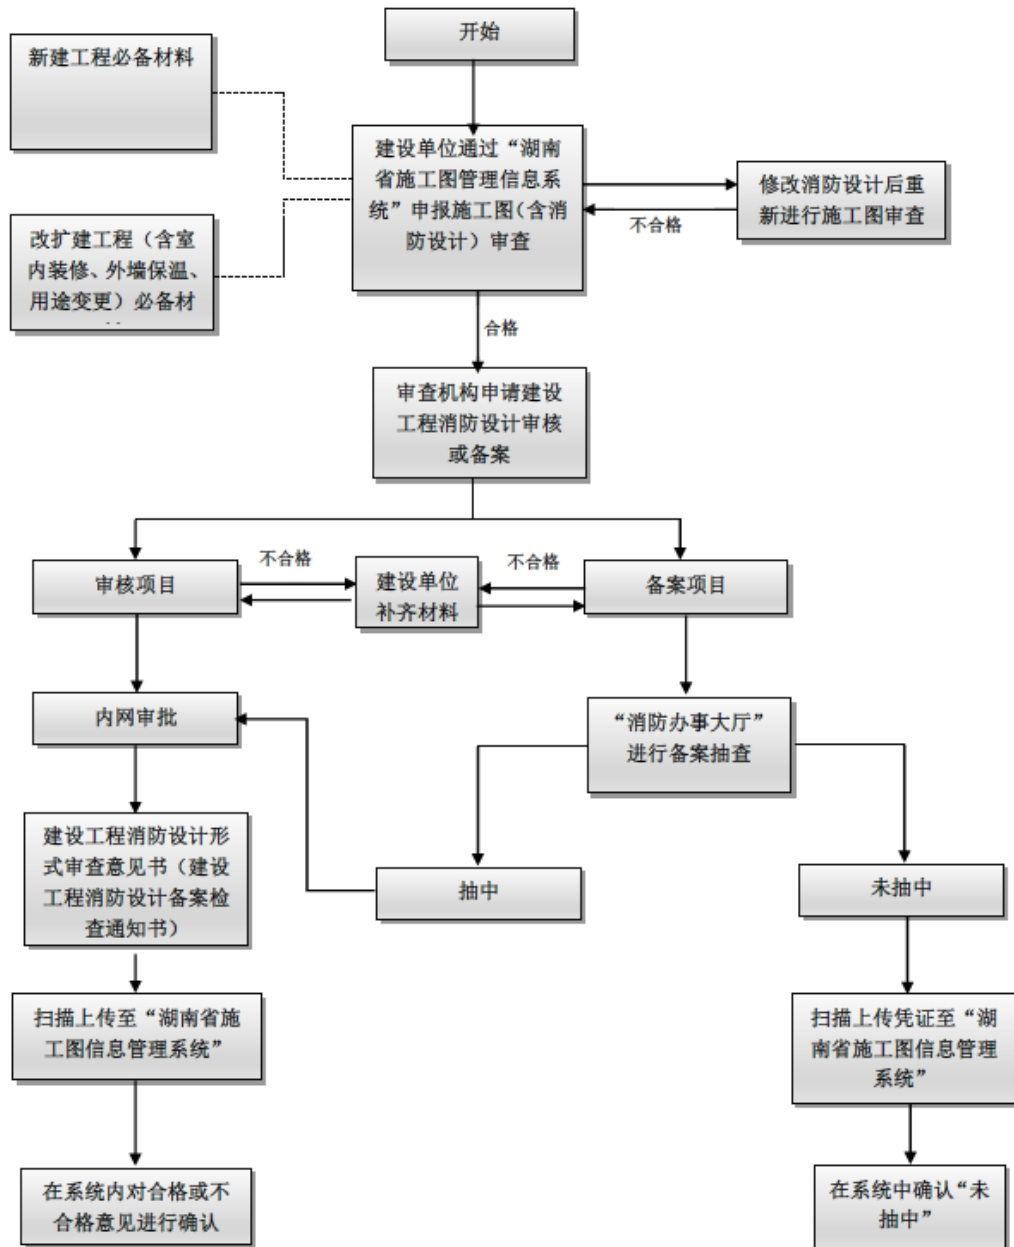 开始
新建工程必备材料
建设单位通过“湖南
省施工图管理信息系
统”申报施工图（含消
防设计）审查
修改消防设计后重
新进行施工图审查
不合格
改扩建工程（含室
内装修、外墙保温、
用途变更）必备材
合格
审查机构申请建设
工程消防设计审核
或备案
不合格
不合格
审核项目
建设单位
补齐材料
备案项目
内网审批
“消防办事大厅”
进行备案抽查
建设工程消防设计形
式审查意见书（建设
工程消防设计备案检
查通知书）
抽中
未抽中
扫描上传至“湖南省施
工图信息管理系统”
扫描上传凭证至“湖
南省施工图信息管理
系统”
在系统内对合格或不
合格意见进行确认
在系统中确认“未
抽中”